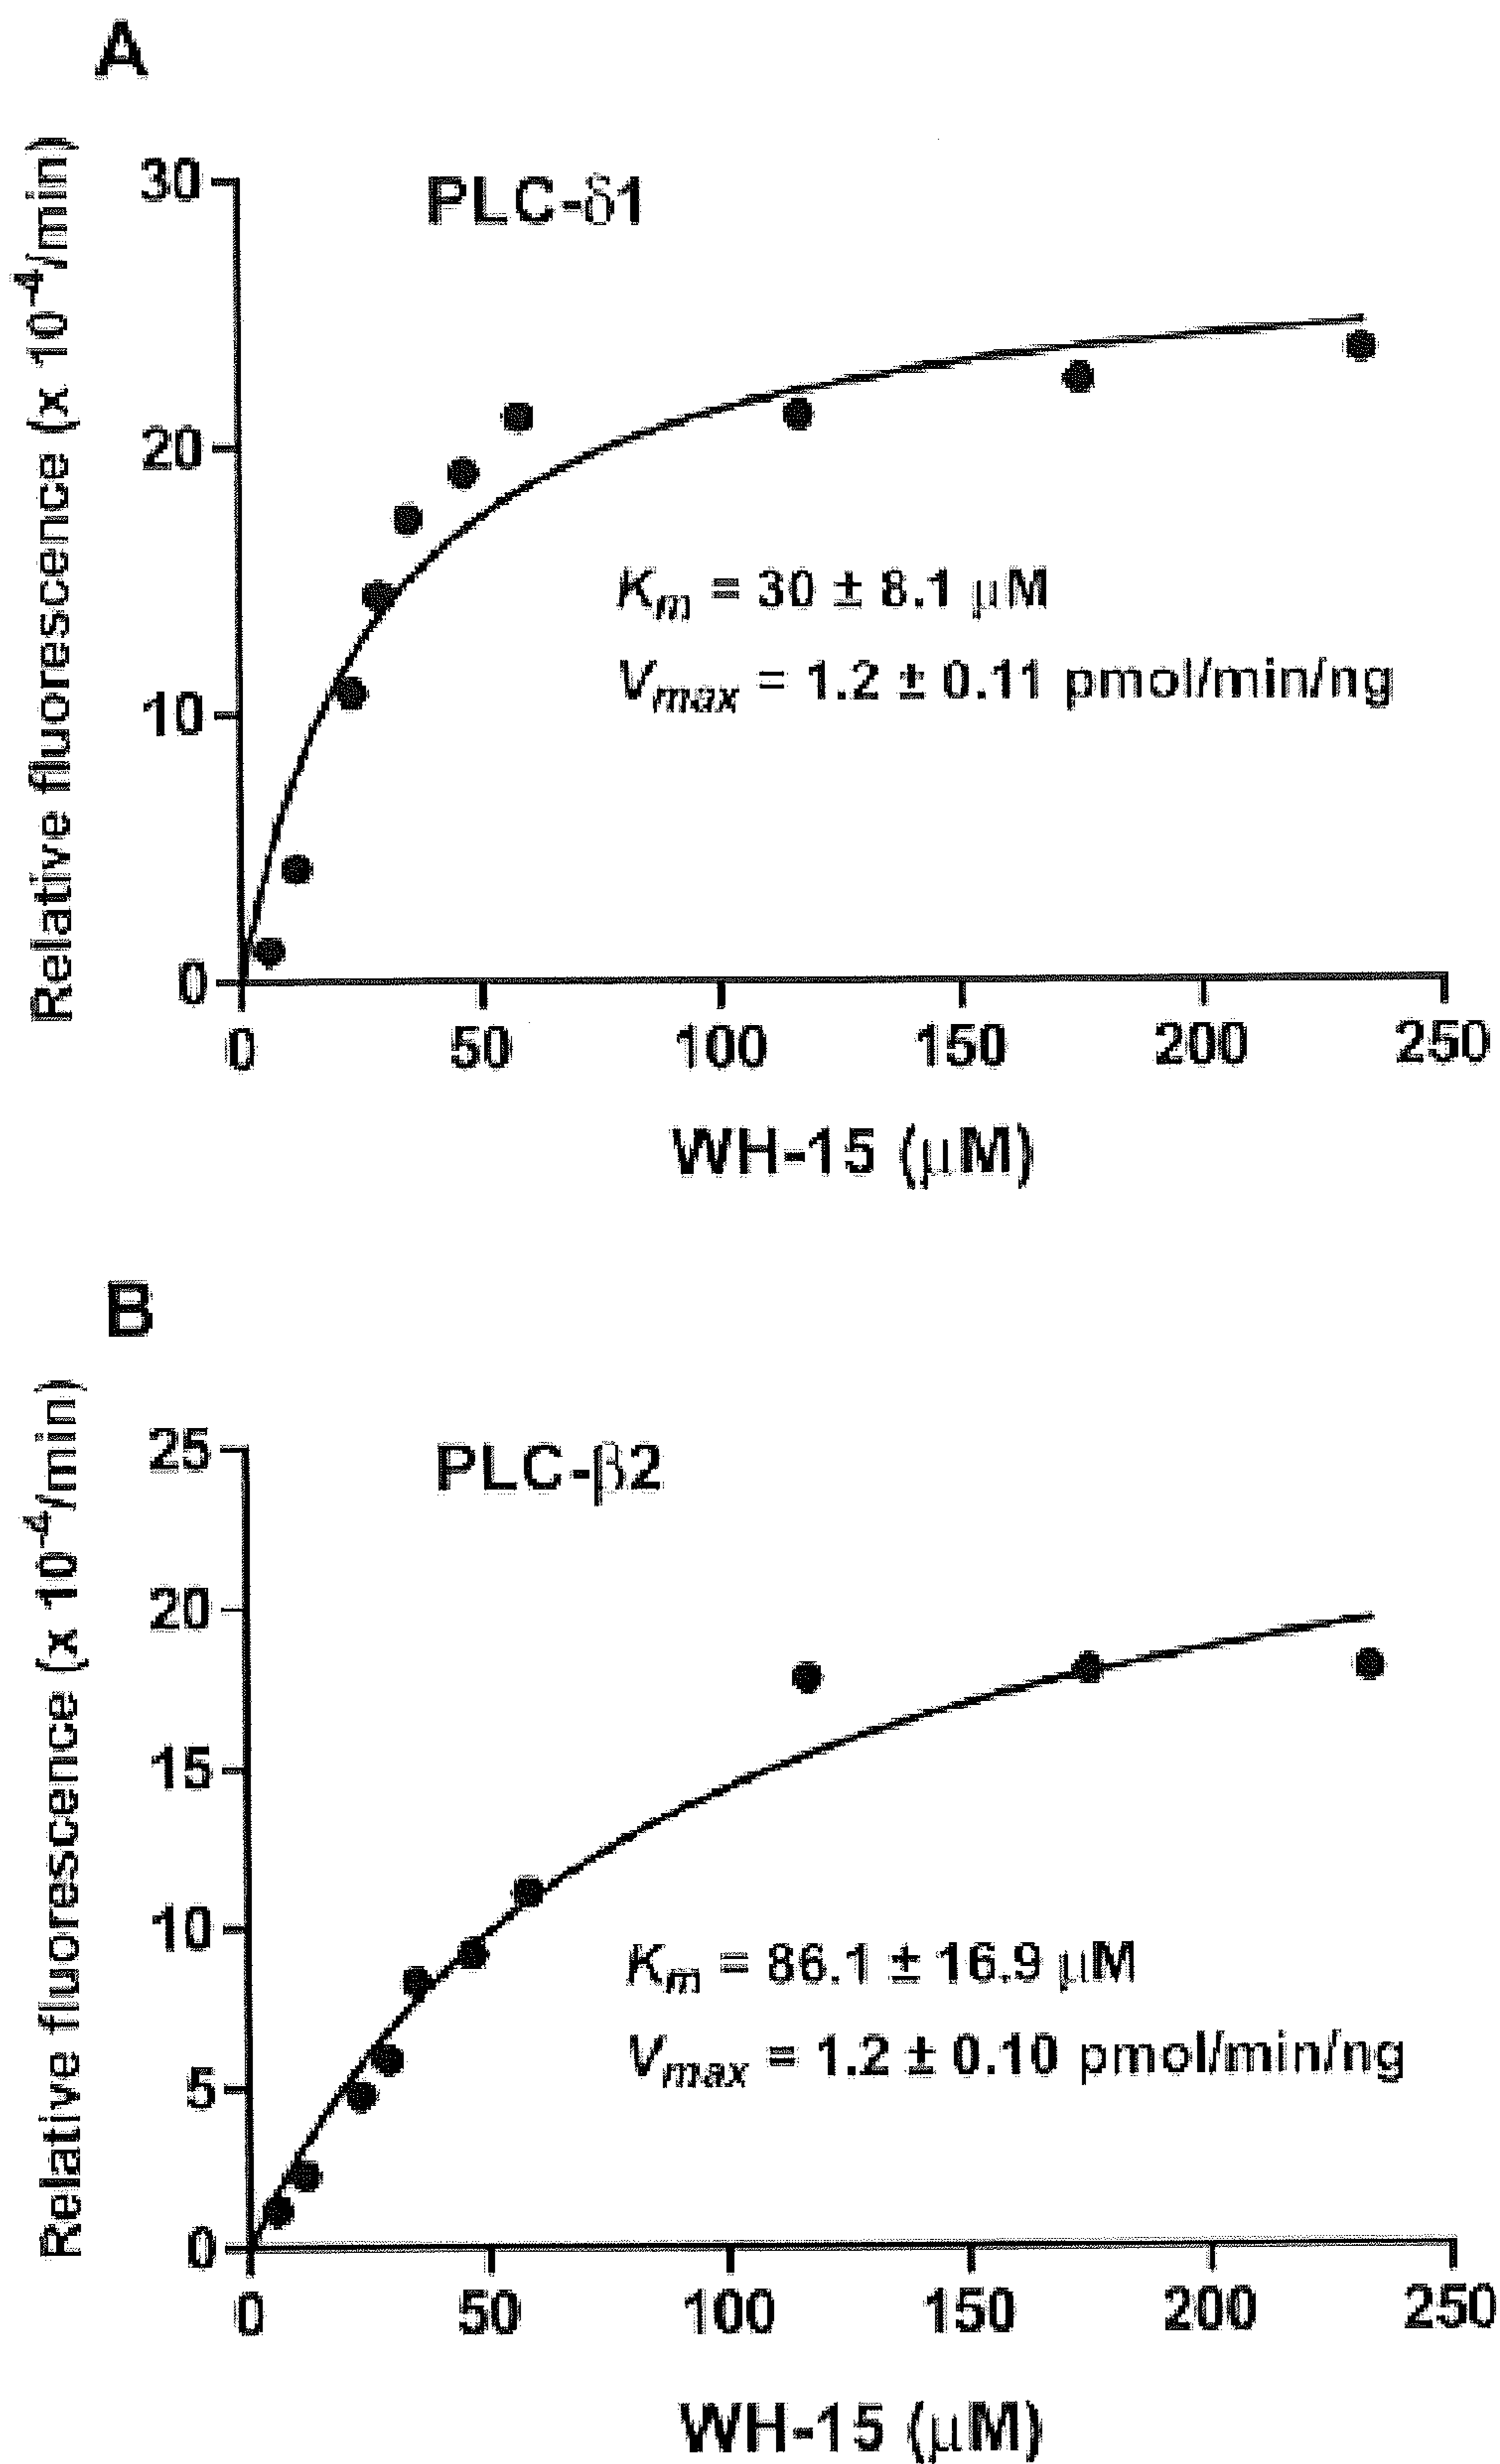 A
Relative fluorescence (x 10⁻⁴/min)
PLC-δ1
30
20
10
0
Kₘ = 30 ± 8.1 μM
Vₘₐₓ = 1.2 ± 0.11 pmol/min/ng
0 50 100 150 200 250
WH-15 (μM)
B
Relative fluorescence (x 10⁻⁴/min)
PLC-β2
25
20
15
10
5
0
Kₘ = 86.1 ± 16.9 μM
Vₘₐₓ = 1.2 ± 0.10 pmol/min/ng
0 50 100 150 200 250
WH-15 (μM)